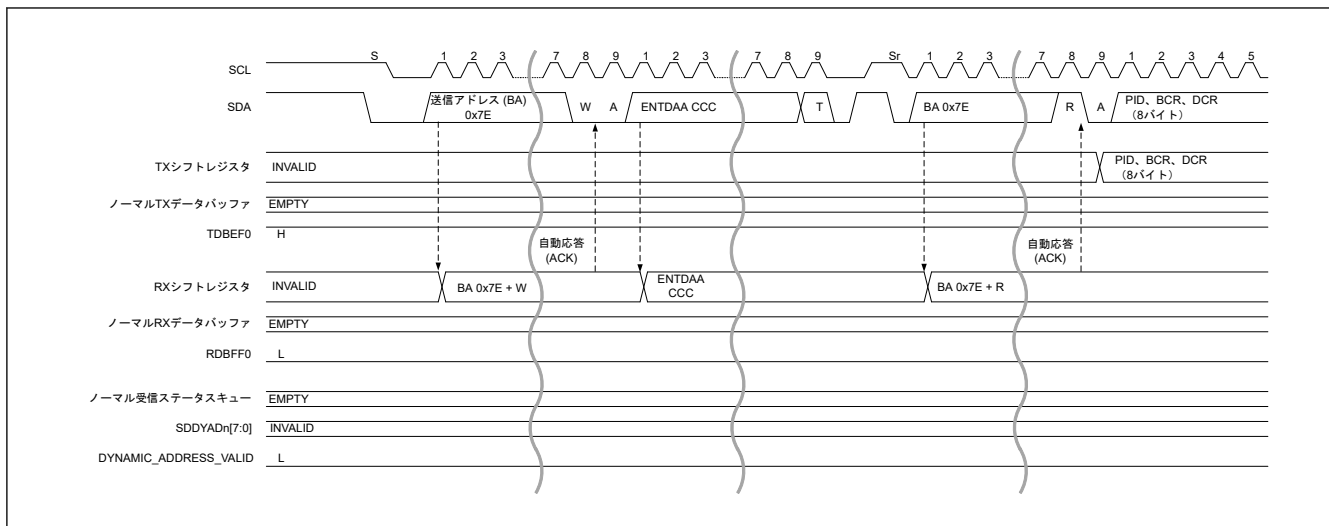 S 1 2 3 7 8 9 1 2 3 7 8 9 Sr 1 2 3 7 8 9 1 2 3 4 5
SCL
SDA 送信アドレス (BA) 0x7E W A ENTDAA CCC T BA 0x7E R A PID、BCR、DCR (8バイト)
TXシフトレジスタ INVALID PID、BCR、DCR (8バイト)
ノーマルTXデータバッファ EMPTY
TDBEF0 H
自動応答 (ACK) 自動応答 (ACK)
RXシフトレジスタ INVALID BA 0x7E + W ENTDAA CCC BA 0x7E + R
ノーマルRXデータバッファ EMPTY
RDBFF0 L
ノーマル受信ステータスキュー EMPTY
SDDYADn[7:0] INVALID
DYNAMIC_ADDRESS_VALID L